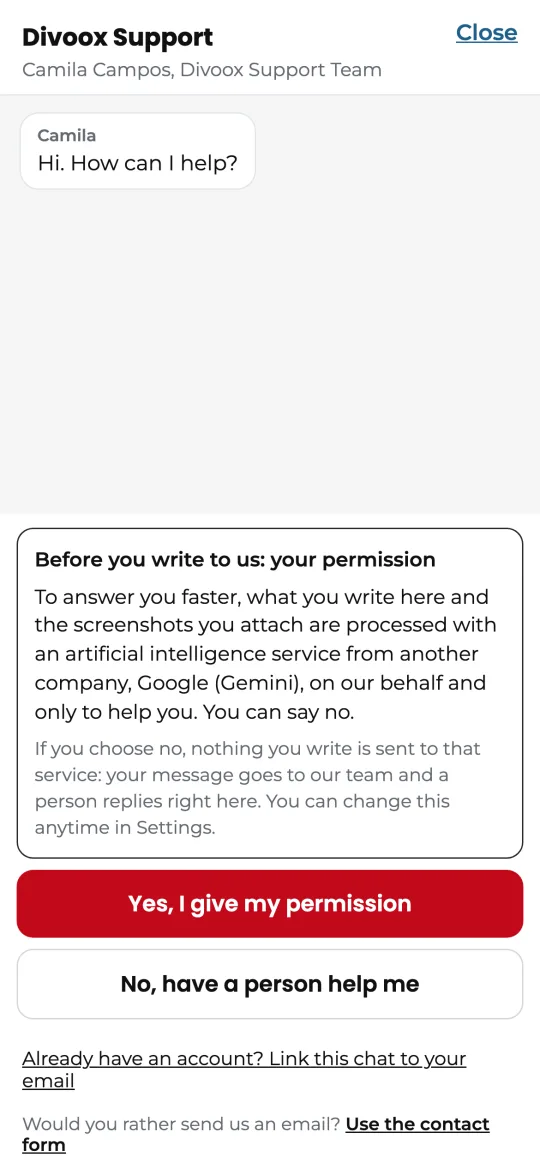 Divoox Support
Close
Camila Campos, Divoox Support Team
Camila
Hi. How can I help?
Before you write to us: your permission
To answer you faster, what you write here and
the screenshots you attach are processed with
an artificial intelligence service from another
company, Google (Gemini), on our behalf and
only to help you. You can say no.
If you choose no, nothing you write is sent to that
service: your message goes to our team and a
person replies right here. You can change this
anytime in Settings.
Yes, I give my permission
No, have a person help me
Already have an account? Link this chat to your
email
Would you rather send us an email? Use the contact
form